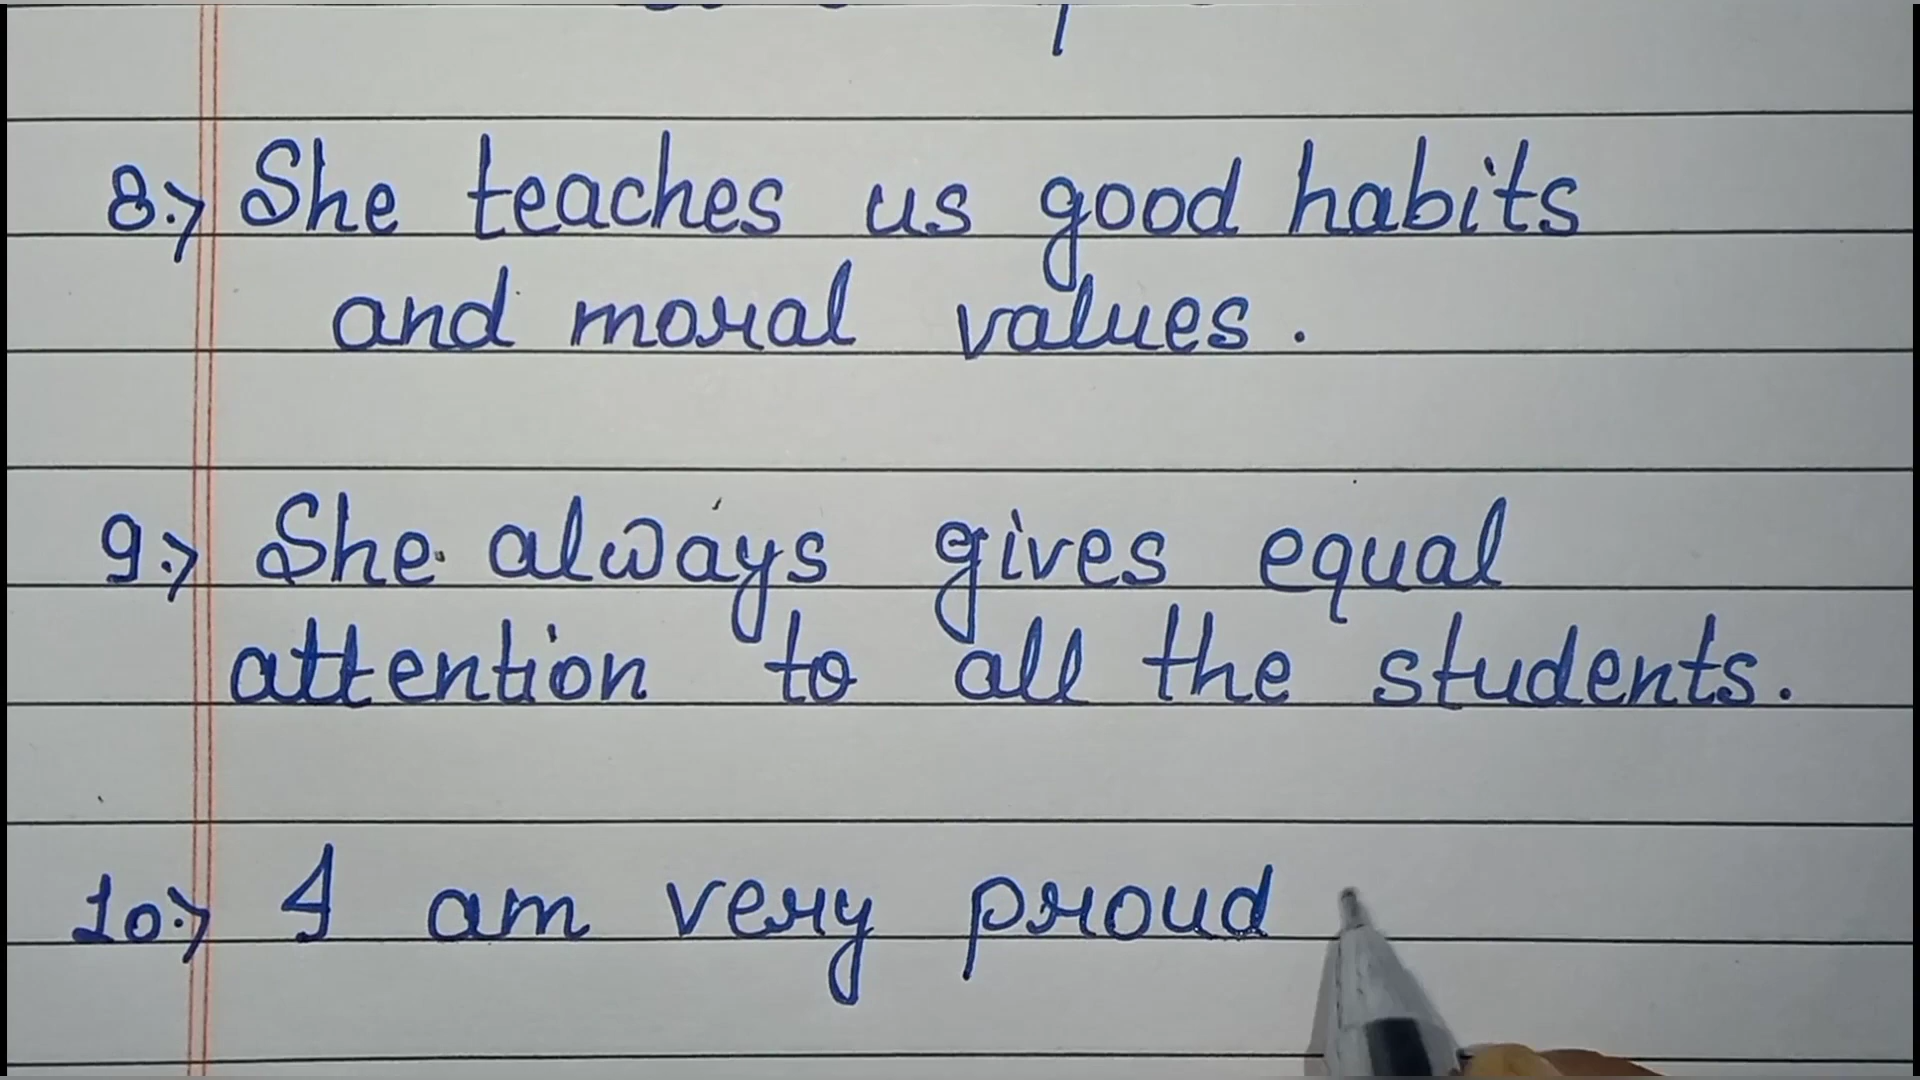 8.) She teaches us good habits
and moral values.
9.) She always gives equal
attention to all the students.
10.) I am very proud